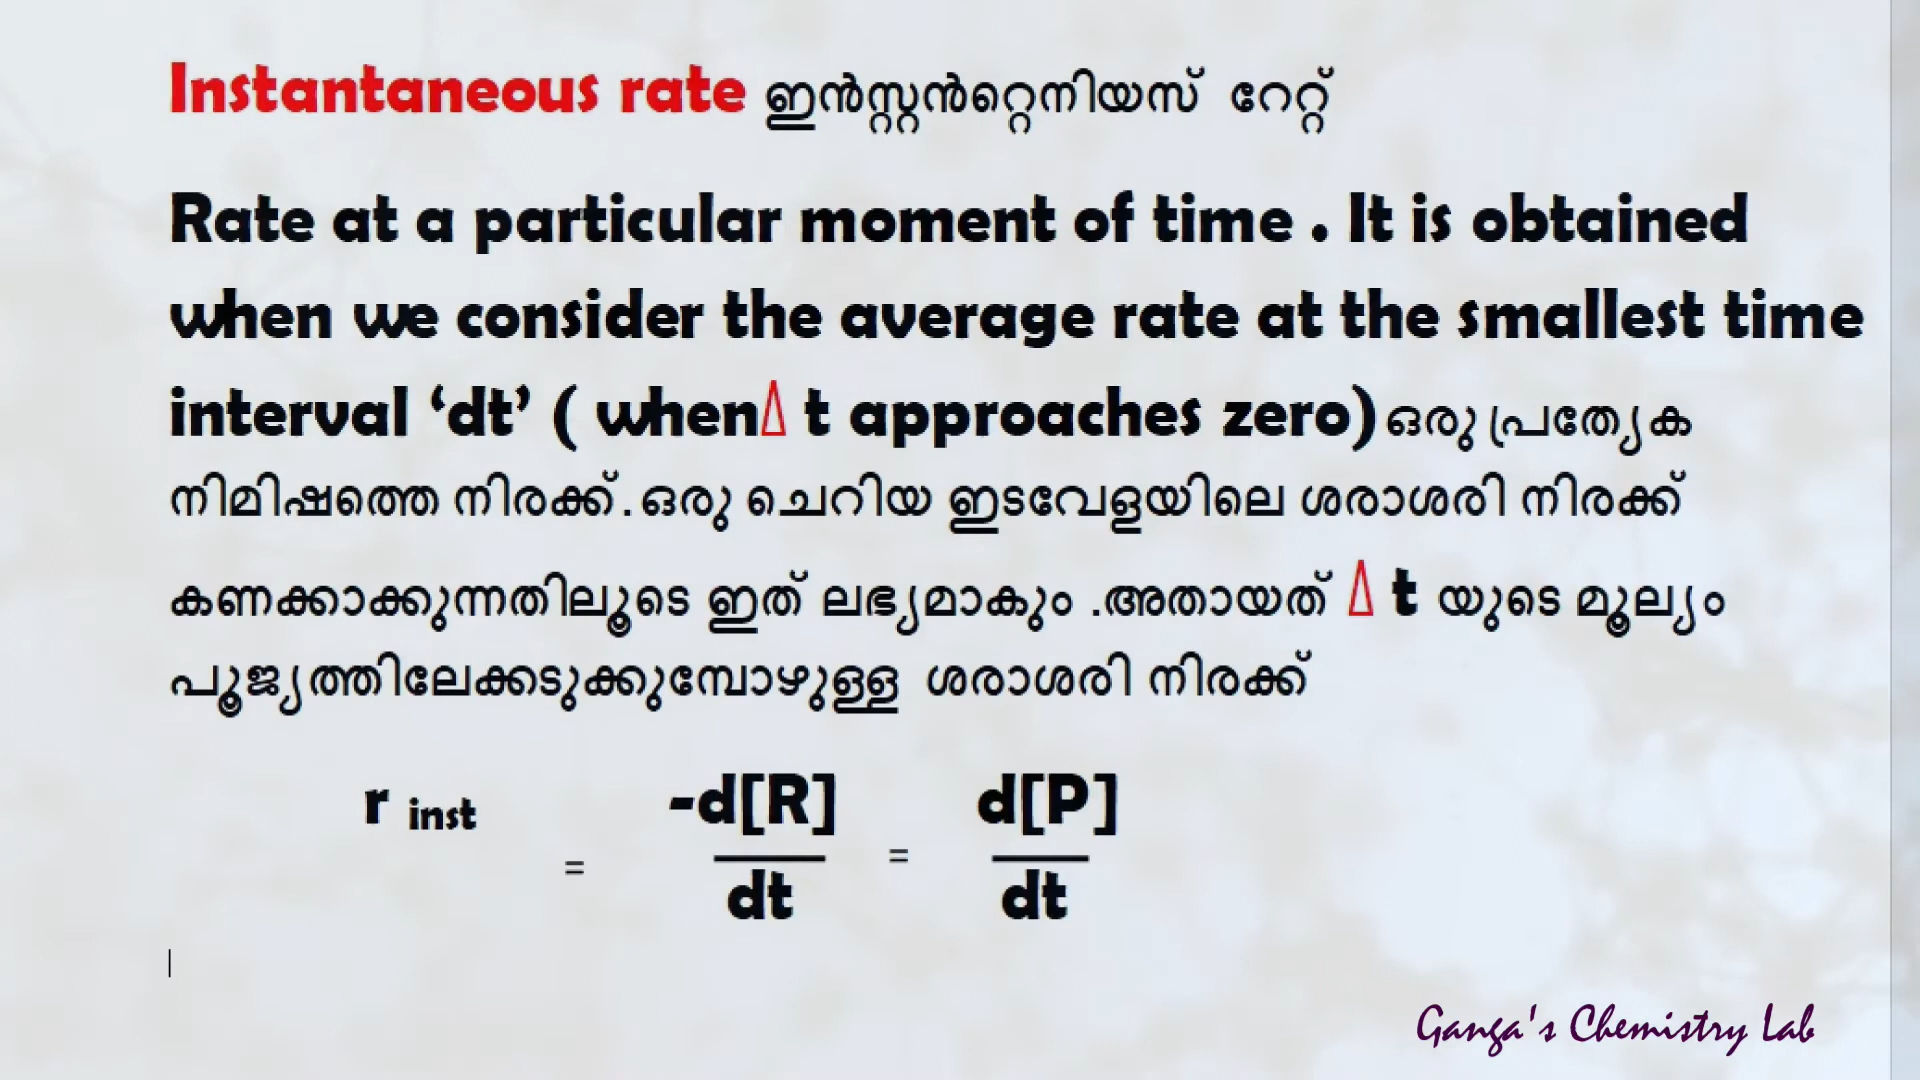 Instantaneous rate ഇൻസ്റ്റൻറ്റെനിയസ് റേറ്റ്
Rate at a particular moment of time . It is obtained
when we consider the average rate at the smallest time
interval ‘dt’ ( whenΔ t approaches zero)ഒരു പ്രത്യേക
നിമിഷത്തെ നിരക്ക്.ഒരു ചെറിയ ഇടവേളയിലെ ശരാശരി നിരക്ക്
കണക്കാക്കുന്നതിലൂടെ ഇത് ലഭ്യമാകും .അതായത് Δ t യുടെ മൂല്യം
പൂജ്യത്തിലേക്കടുക്കുമ്പോഴുള്ള ശരാശരി നിരക്ക്
r inst = -d[R] / dt = d[P] / dt
Ganga's Chemistry Lab